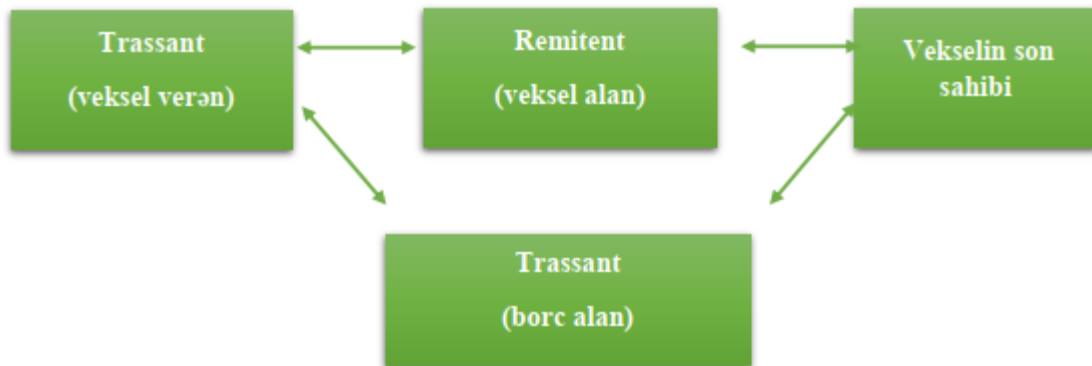 Trassant
(veksel verən)
Remitent
(veksel alan)
Vekselin son
sahibi
Trassant
(borc alan)